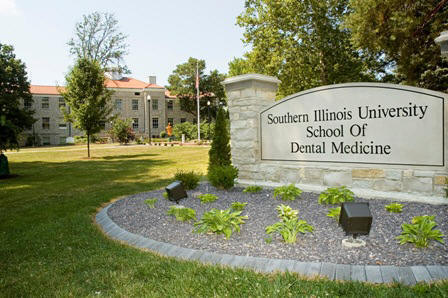 Southern Illinois University
School Of
Dental Medicine